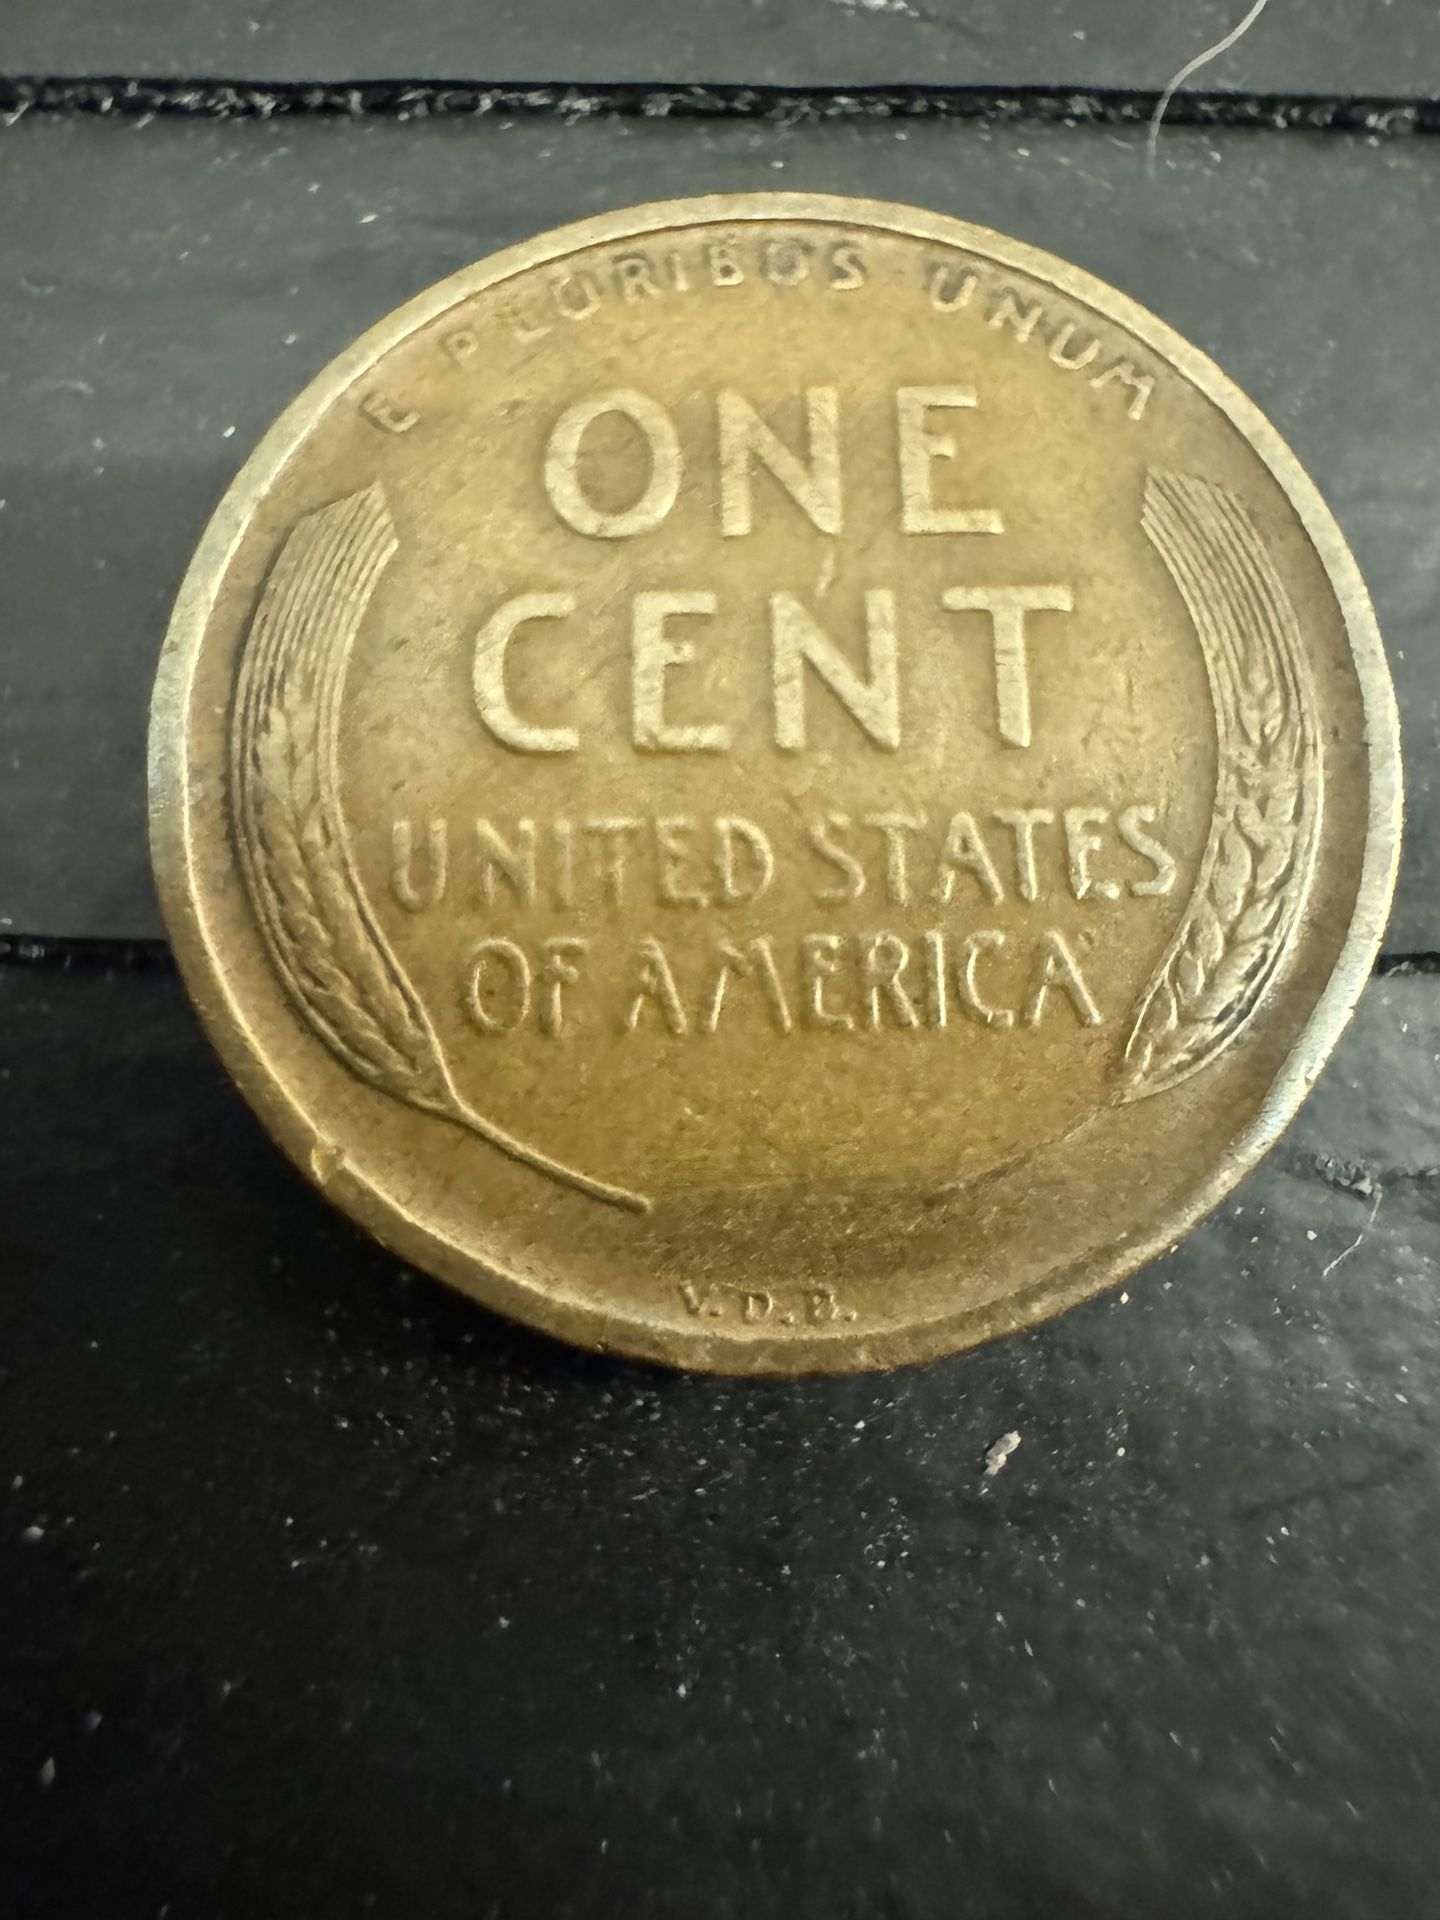 E PLURIBUS UNUM
ONE
CENT
UNITED STATES
OF AMERICA
V.D.B.